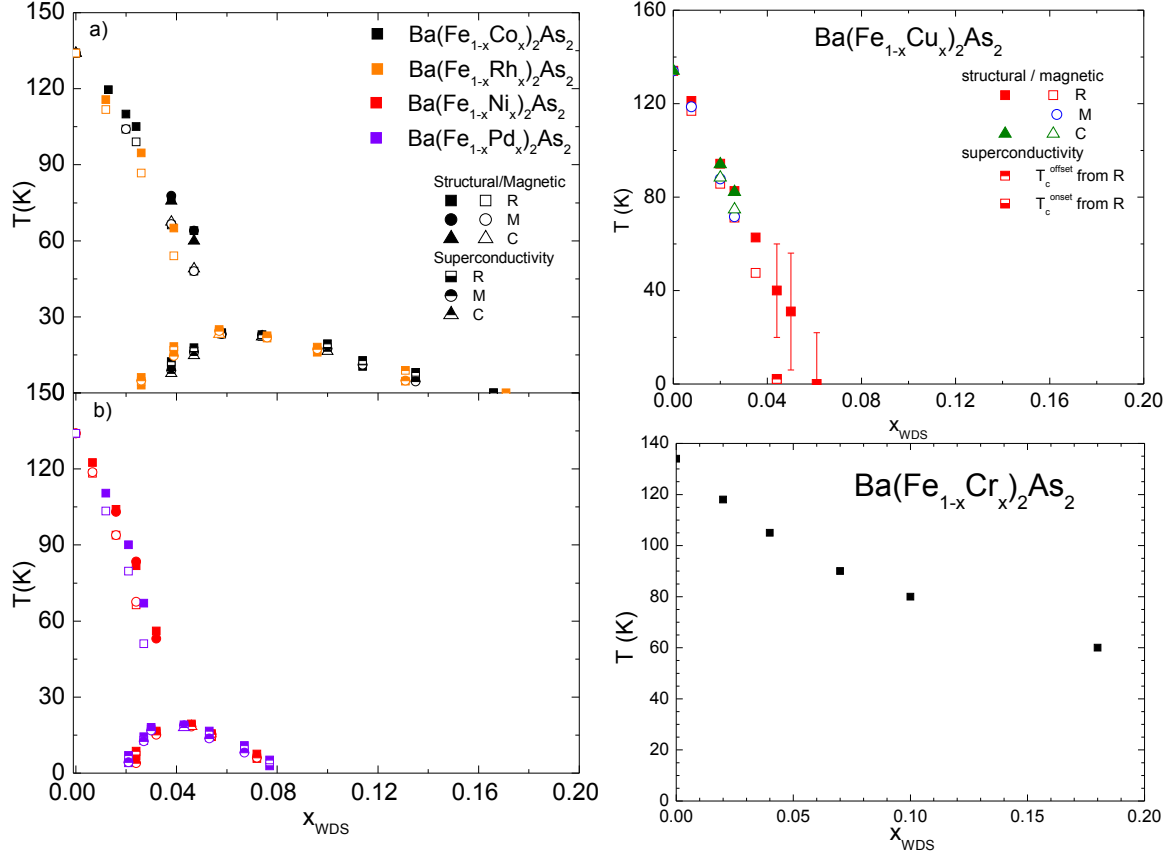 a)
150
120
90
60
30
150
T(K)
Ba(Fe1-xCox)2As2
Ba(Fe1-xRhx)2As2
Ba(Fe1-xNix)2As2
Ba(Fe1-xPdx)2As2
Structural/Magnetic
R
M
C
Superconductivity
R
M
C
b)
120
90
60
30
0
T(K)
0.00 0.04 0.08 0.12 0.16 0.20
xWDS
160
120
80
40
0
T (K)
Ba(Fe1-xCux)2As2
structural / magnetic
R
M
C
superconductivity
Tc offset from R
Tc onset from R
0.00 0.04 0.08 0.12 0.16 0.20
xWDS
140
120
100
80
60
40
20
0
T (K)
Ba(Fe1-xCrx)2As2
0.00 0.05 0.10 0.15 0.20
xWDS